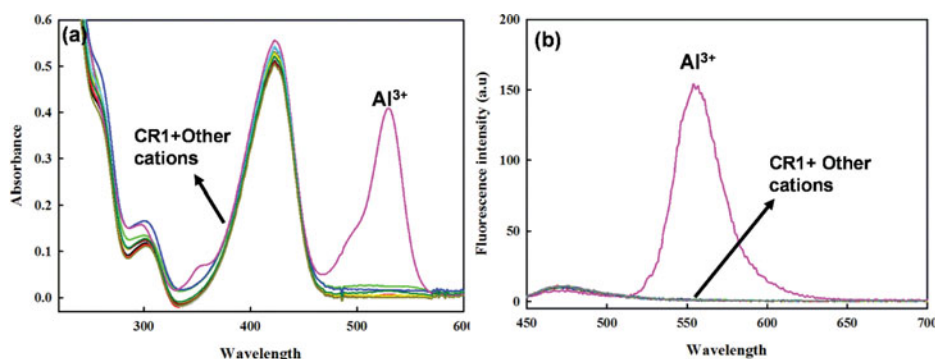 (a)
0.6
0.5
0.4
0.3
0.2
0.1
0.0
Absorbance
CR1+Other
cations
Al³⁺
300
400
500
600
Wavelength
(b)
200
150
100
50
0
Fluorescence intensity (a.u)
Al³⁺
CR1+ Other
cations
450
500
550
600
650
700
Wavelength